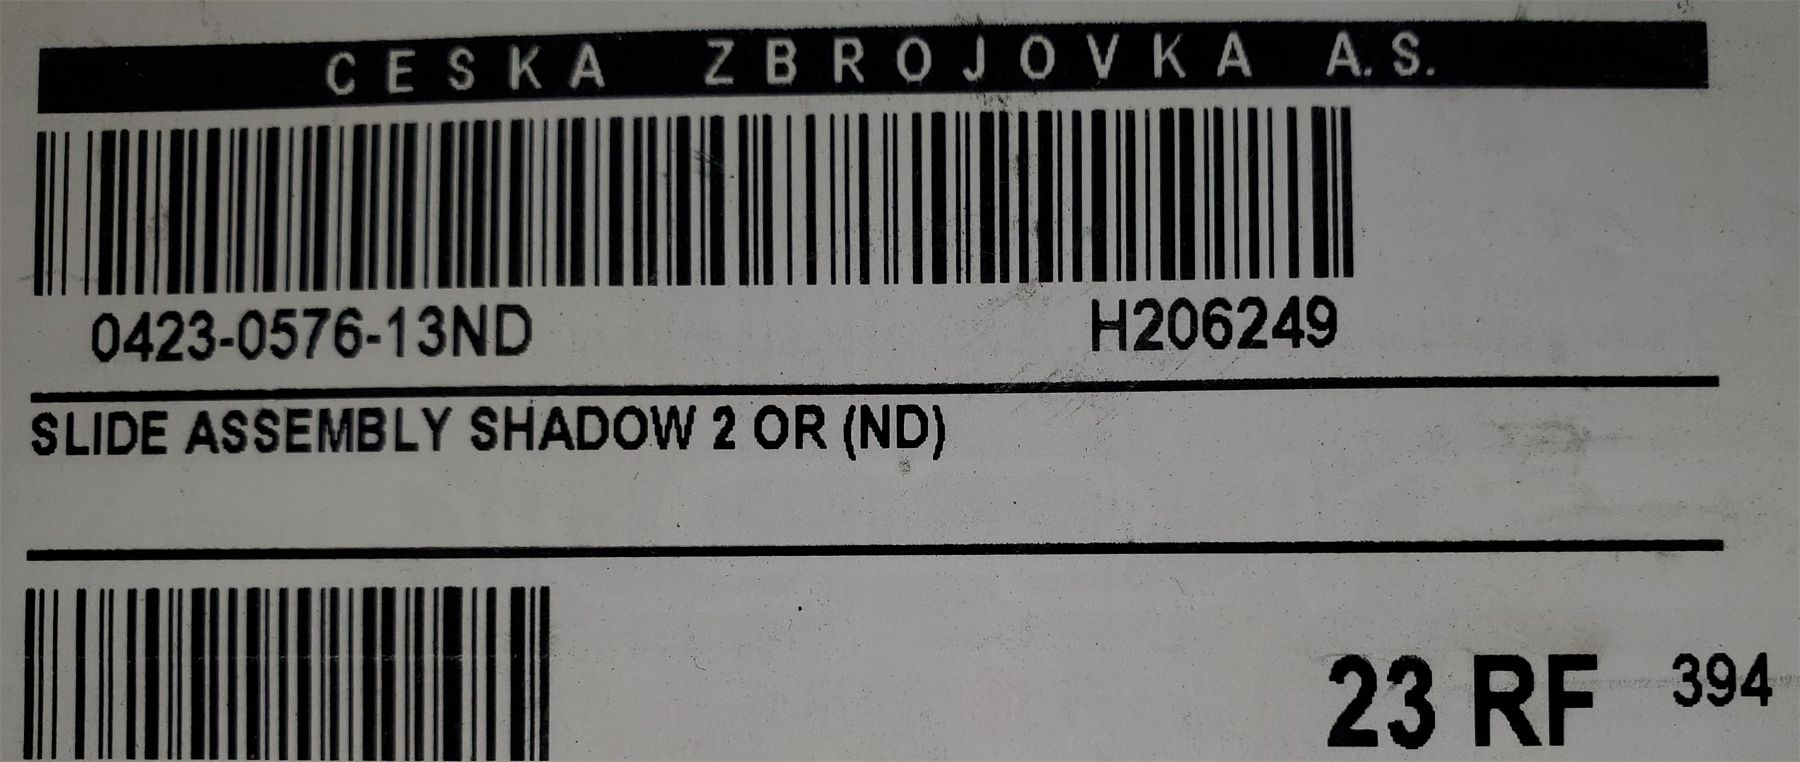 CESKA ZBROJOVKA A.S.
0423-0576-13ND H206249
SLIDE ASSEMBLY SHADOW 2 OR (ND)
23 RF 394